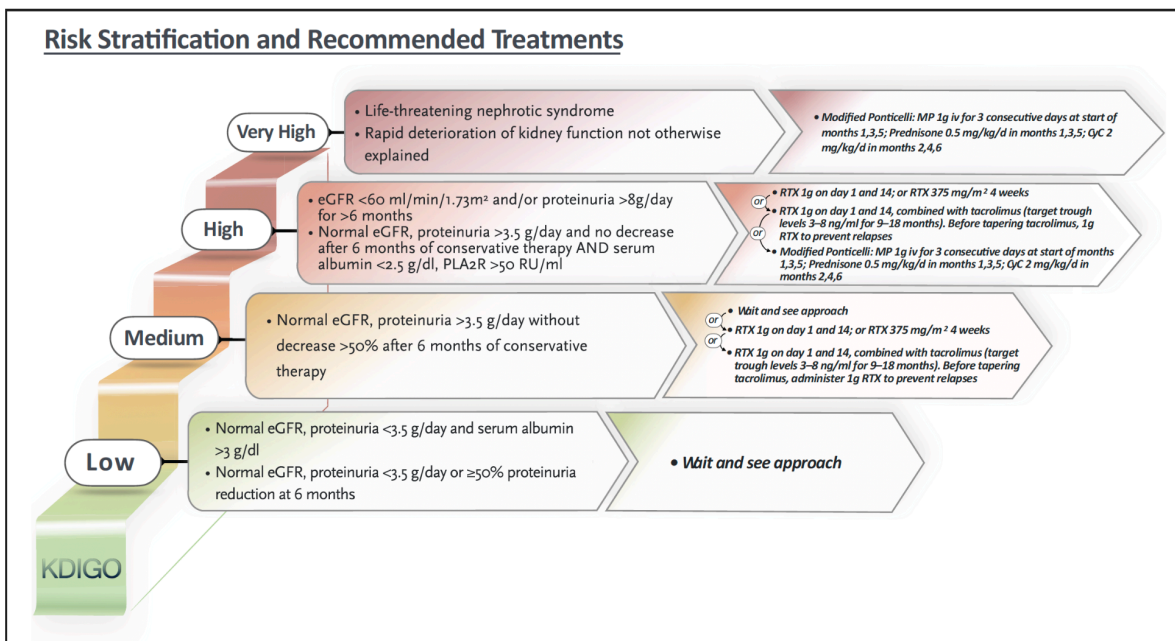 Risk Stratification and Recommended Treatments
Very High
• Life-threatening nephrotic syndrome
• Rapid deterioration of kidney function not otherwise
explained
• Modified Ponticelli: MP 1g iv for 3 consecutive days at start of
months 1,3,5; Prednisone 0.5 mg/kg/d in months 1,3,5; CyC 2
mg/kg/d in months 2,4,6
High
• eGFR <60 ml/min/1.73m² and/or proteinuria >8g/day
for >6 months
• Normal eGFR, proteinuria >3.5 g/day and no decrease
after 6 months of conservative therapy AND serum
albumin <2.5 g/dl, PLA2R >50 RU/ml
• RTX 1g on day 1 and 14; or RTX 375 mg/m² 4 weeks
or
• RTX 1g on day 1 and 14, combined with tacrolimus (target trough
levels 3–8 ng/ml for 9–18 months). Before tapering tacrolimus, 1g
RTX to prevent relapses
or
• Modified Ponticelli: MP 1g iv for 3 consecutive days at start of months
1,3,5; Prednisone 0.5 mg/kg/d in months 1,3,5; CyC 2 mg/kg/d in
months 2,4,6
Medium
• Normal eGFR, proteinuria >3.5 g/day without
decrease >50% after 6 months of conservative
therapy
• Wait and see approach
or
• RTX 1g on day 1 and 14; or RTX 375 mg/m² 4 weeks
or
• RTX 1g on day 1 and 14, combined with tacrolimus (target
trough levels 3–8 ng/ml for 9–18 months). Before tapering
tacrolimus, administer 1g RTX to prevent relapses
Low
• Normal eGFR, proteinuria <3.5 g/day and serum albumin
>3 g/dl
• Normal eGFR, proteinuria <3.5 g/day or ≥50% proteinuria
reduction at 6 months
• Wait and see approach
KDIGO